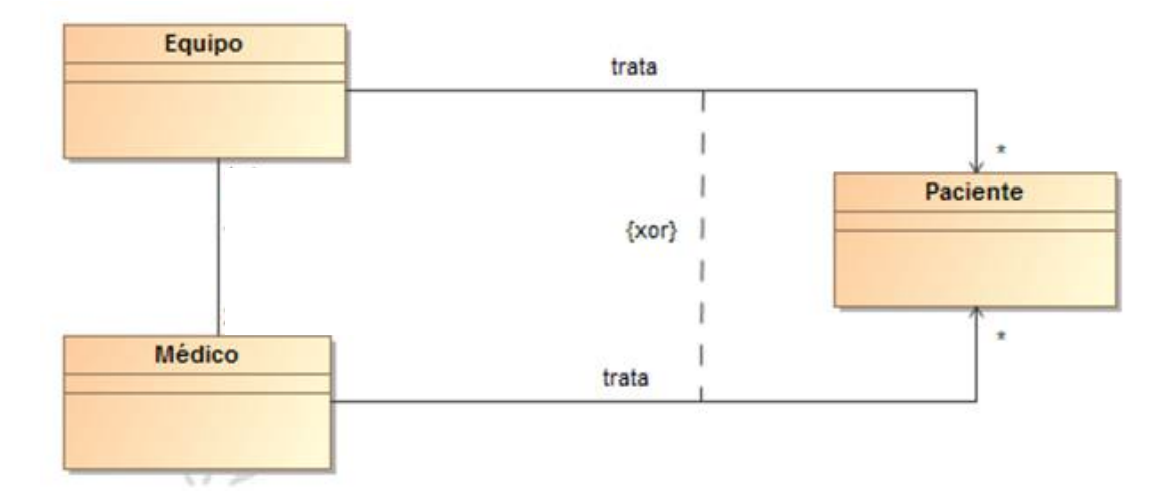 Equipo
trata
*
Paciente
{xor}
*
Médico
trata